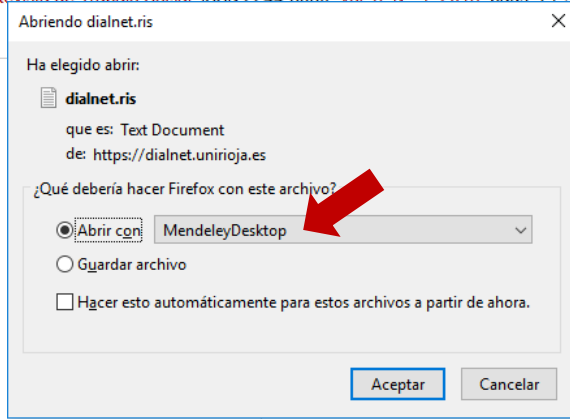 Abriendo dialnet.ris
Ha elegido abrir:
dialnet.ris
que es: Text Document
de: https://dialnet.unirioja.es
¿Qué debería hacer Firefox con este archivo?
Abrir con MendeleyDesktop
Guardar archivo
Hacer esto automáticamente para estos archivos a partir de ahora.
Aceptar Cancelar